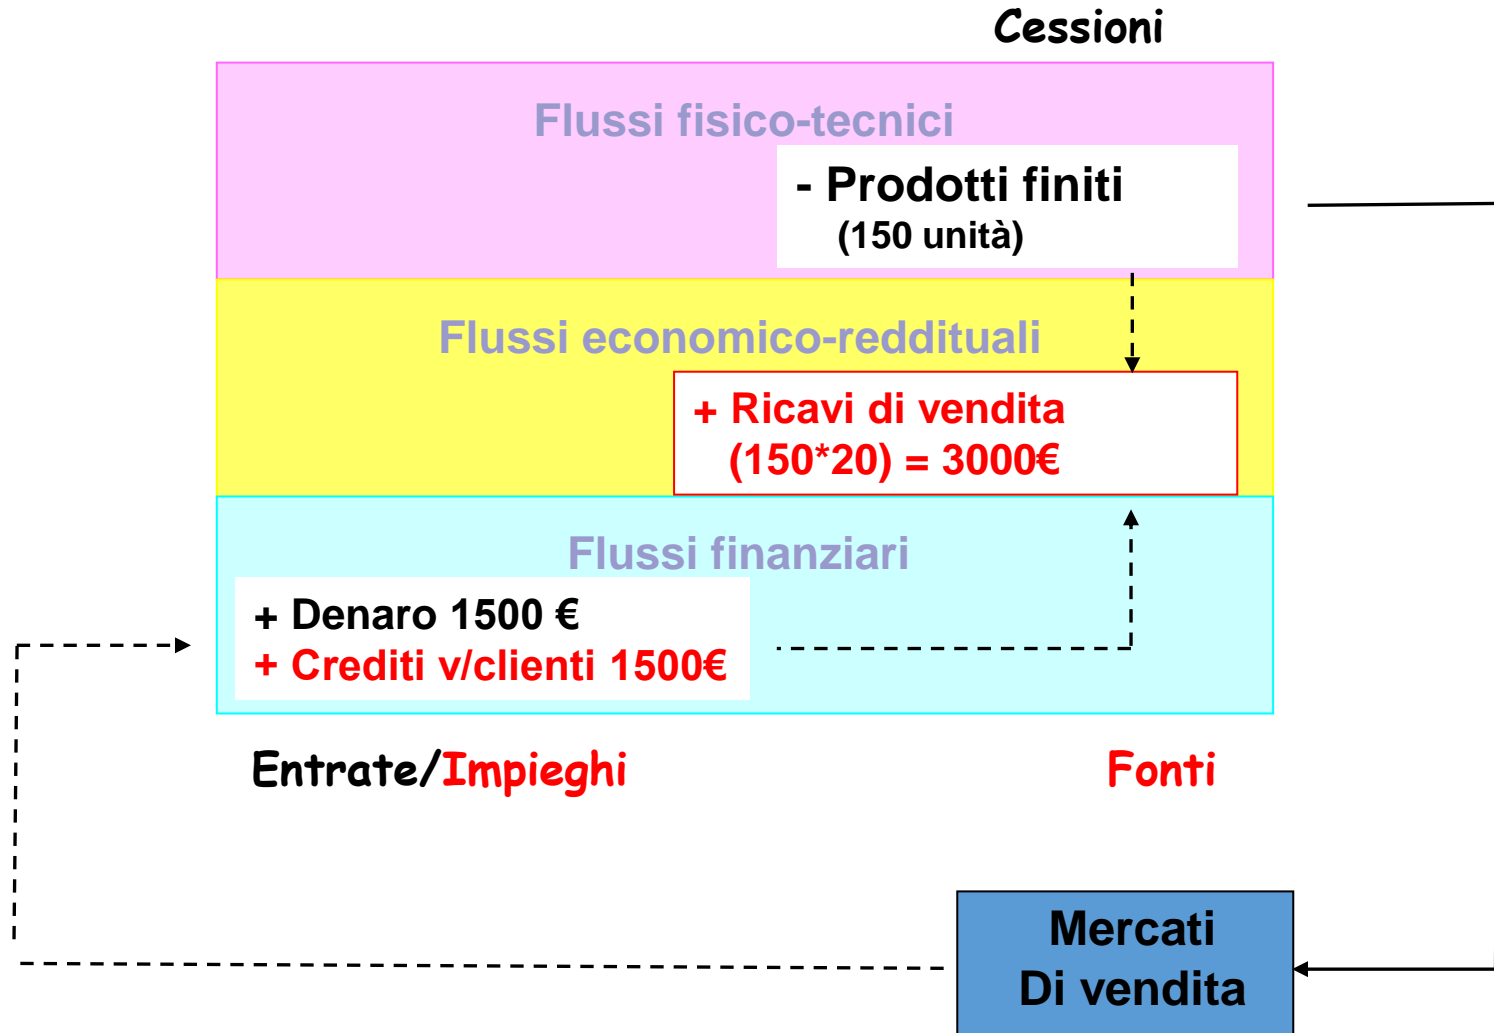 Cessioni
Flussi fisico-tecnici
- Prodotti finiti
(150 unità)
Flussi economico-reddituali
+ Ricavi di vendita
(150*20) = 3000€
Flussi finanziari
+ Denaro 1500 €
+ Crediti v/clienti 1500€
Entrate/Impieghi
Fonti
Mercati
Di vendita